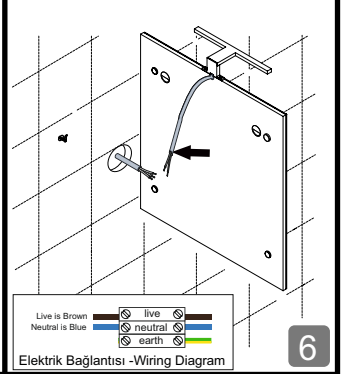 Live is Brown live
Neutral is Blue neutral
earth
Elektrik Bağlantısı -Wiring Diagram
6